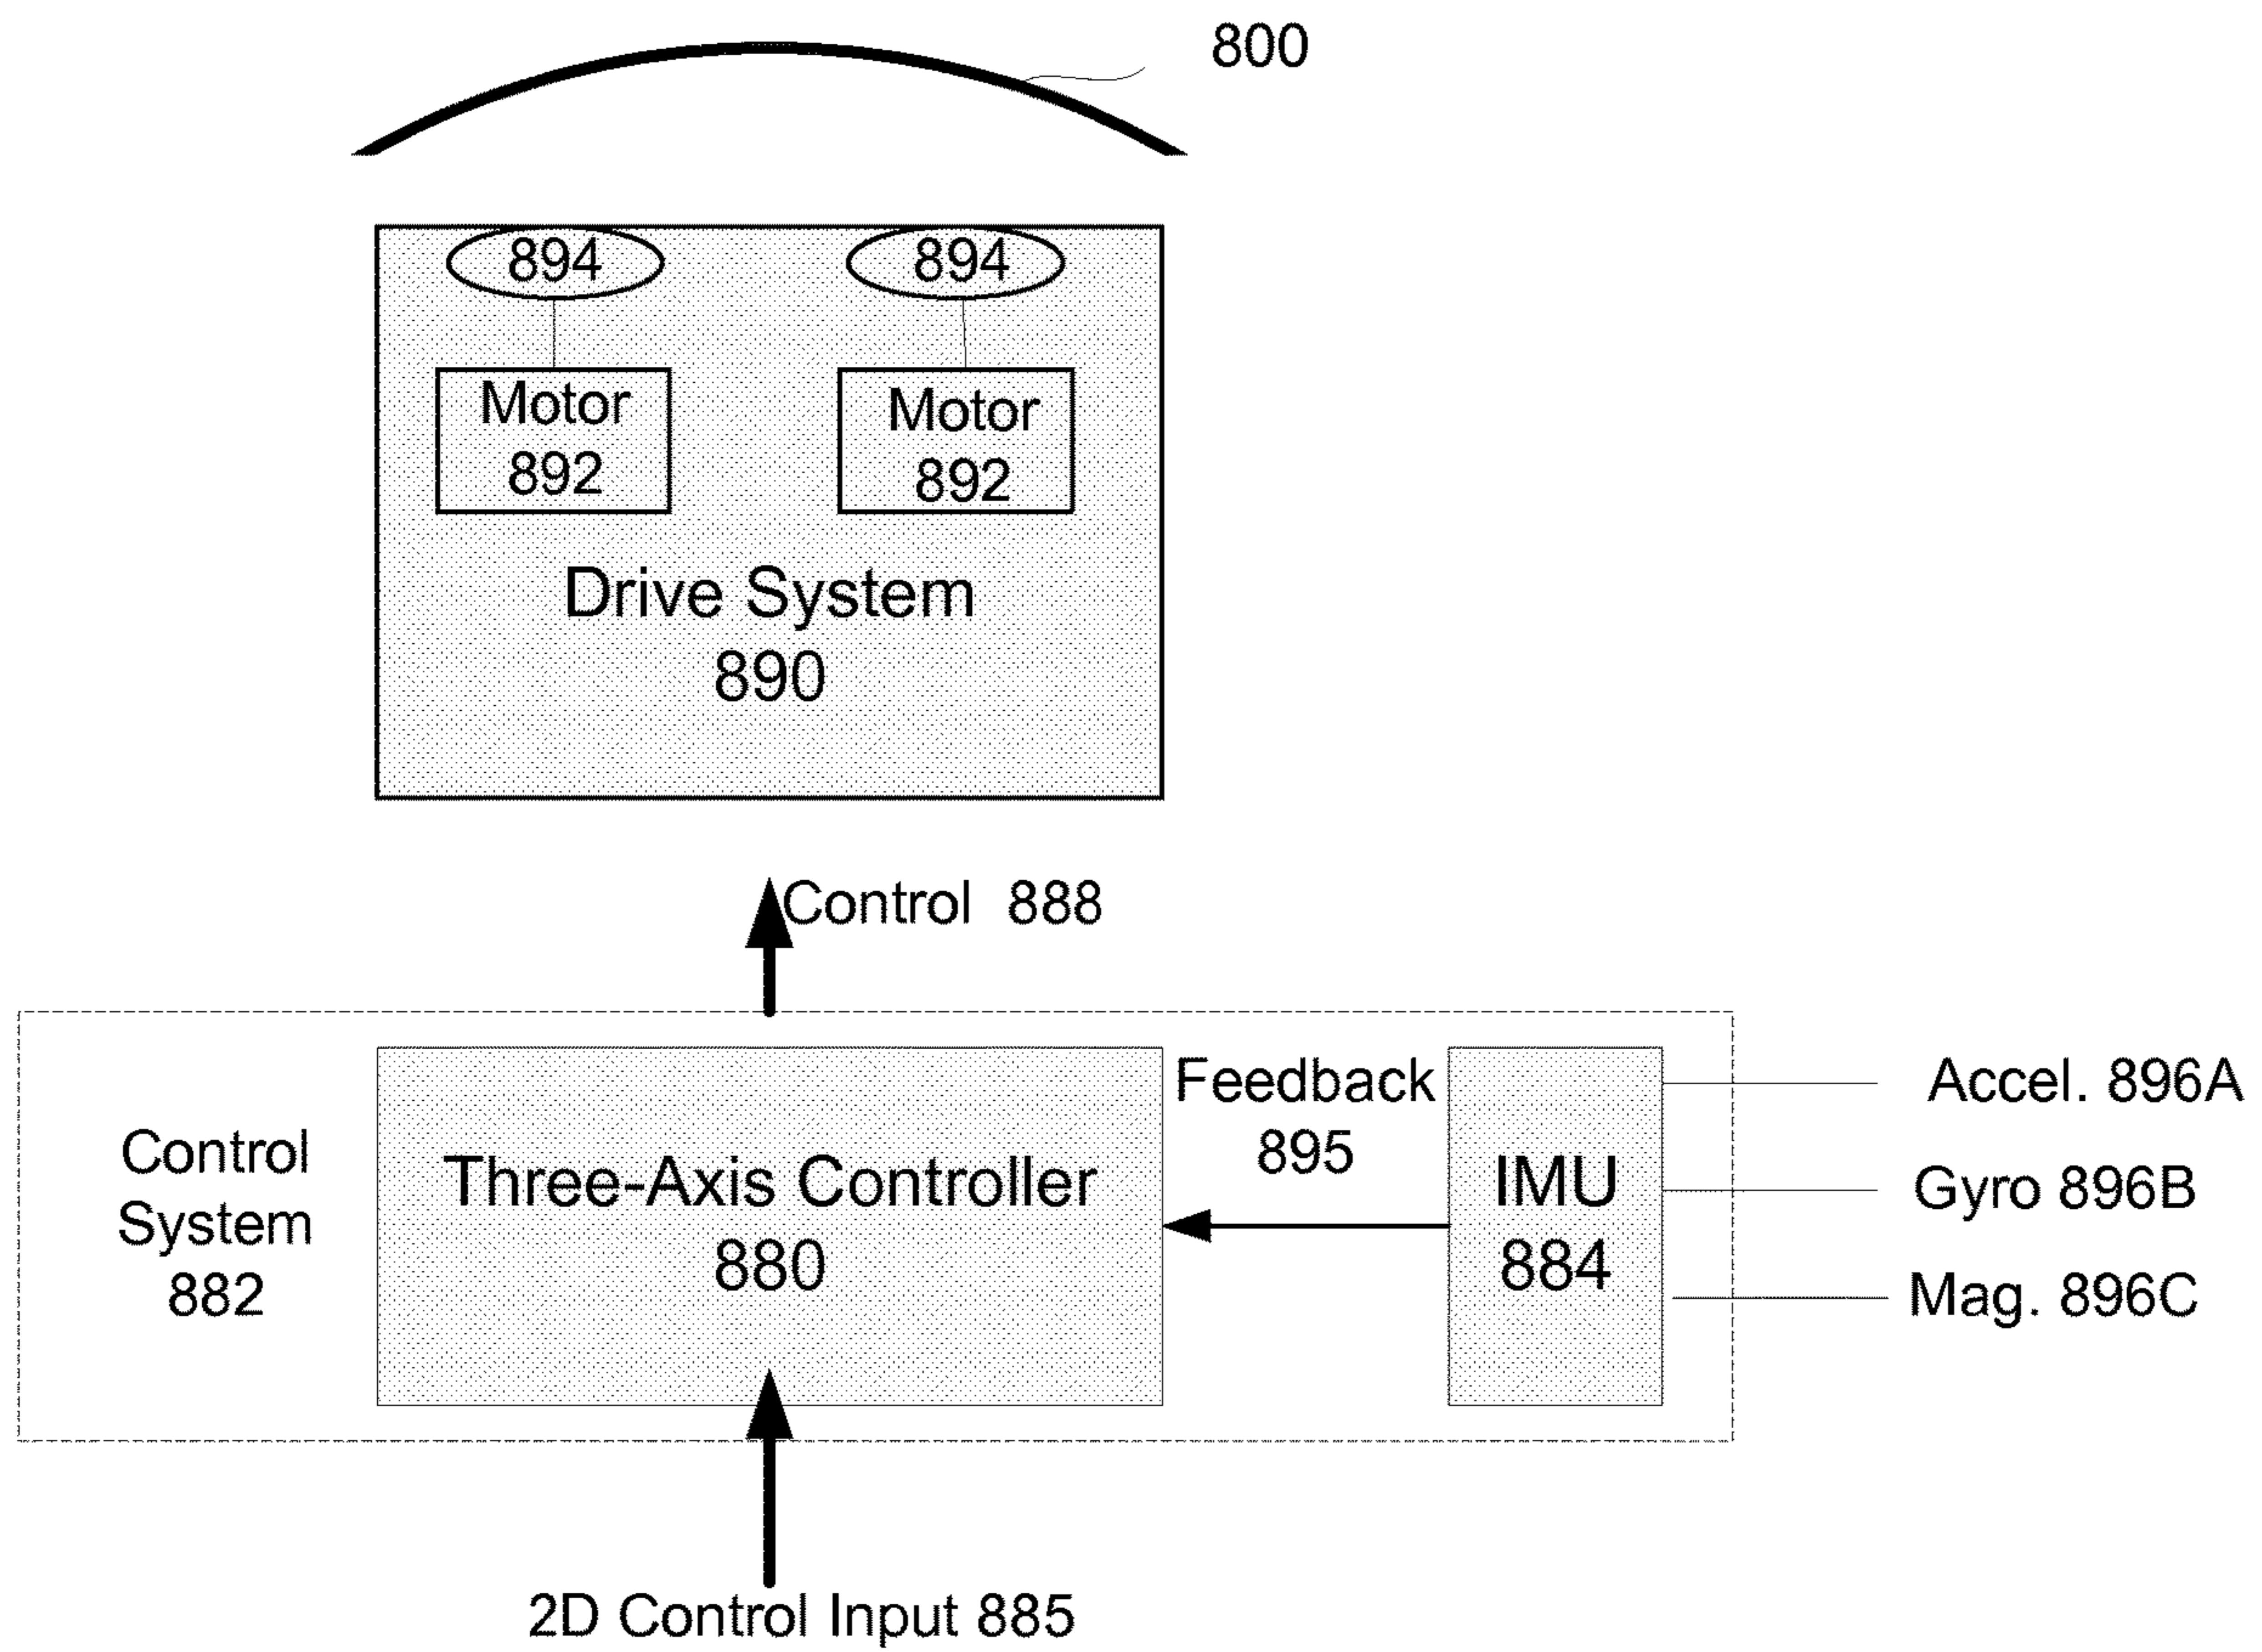 800
894
894
Motor
892
Motor
892
Drive System
890
Control 888
Control
System
882
Three-Axis Controller
880
Feedback
895
IMU
884
Accel. 896A
Gyro 896B
Mag. 896C
2D Control Input 885